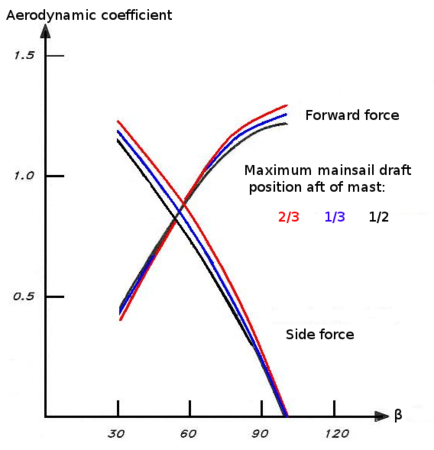 Aerodynamic coefficient
1.5
Forward force
Maximum mainsail draft
position aft of mast:
1.0
2/3 1/3 1/2
0.5
Side force
β
30 60 90 120